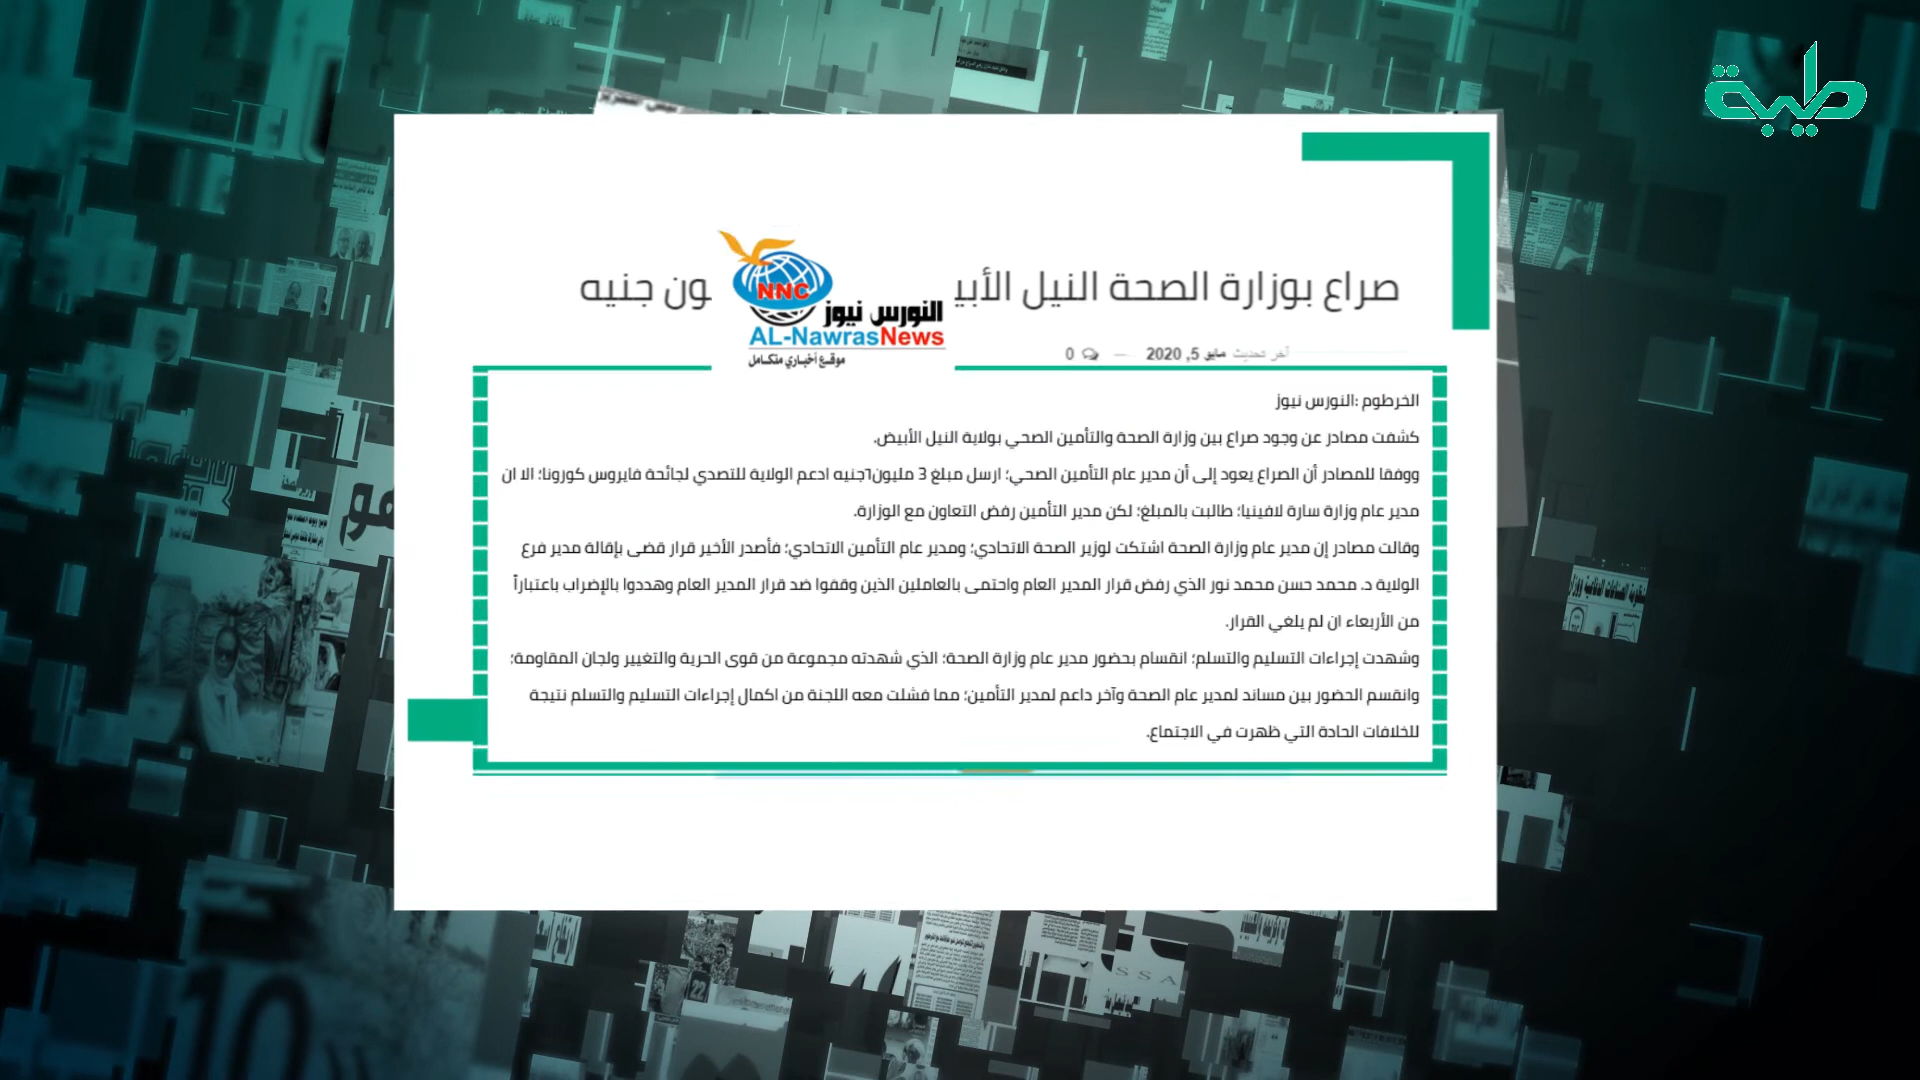 طيبة
صراع بوزارة الصحة النيل الأبي ون جنيه
NNC
النورس نيوز
AL-NawrasNews
موقع أخباري متكامل
آخر تحديث مايو 5, 2020 — 0
الخرطوم :النورس نيوز
كشفت مصادر عن وجود صراع بين وزارة الصحة والتأمين الصحي بولاية النيل الأبيض.
ووفقا للمصادر أن الصراع يعود إلى أن مدير عام التأمين الصحي؛ ارسل مبلغ 3 مليون٦جنيه ادعم الولاية للتصدي لجائحة فايروس كورونا؛ الا ان
مدير عام وزارة سارة لافينيا؛ طالبت بالمبلغ؛ لكن مدير التأمين رفض التعاون مع الوزارة.
وقالت مصادر إن مدير عام وزارة الصحة اشتكت لوزير الصحة الاتحادي؛ ومدير عام التأمين الاتحادي؛ فأصدر الأخير قرار قضى بإقالة مدير فرع
الولاية د. محمد حسن محمد نور الذي رفض قرار المدير العام واحتمى بالعاملين الذين وقفوا ضد قرار المدير العام وهددوا بالإضراب باعتباراً
من الأربعاء ان لم يلغي القرار.
وشهدت إجراءات التسليم والتسلم؛ انقسام بحضور مدير عام وزارة الصحة؛ الذي شهدته مجموعة من قوى الحرية والتغيير ولجان المقاومة؛
وانقسم الحضور بين مساند لمدير عام الصحة وآخر داعم لمدير التأمين؛ مما فشلت معه اللجنة من اكمال إجراءات التسليم والتسلم نتيجة
للخلافات الحادة التي ظهرت في الاجتماع.